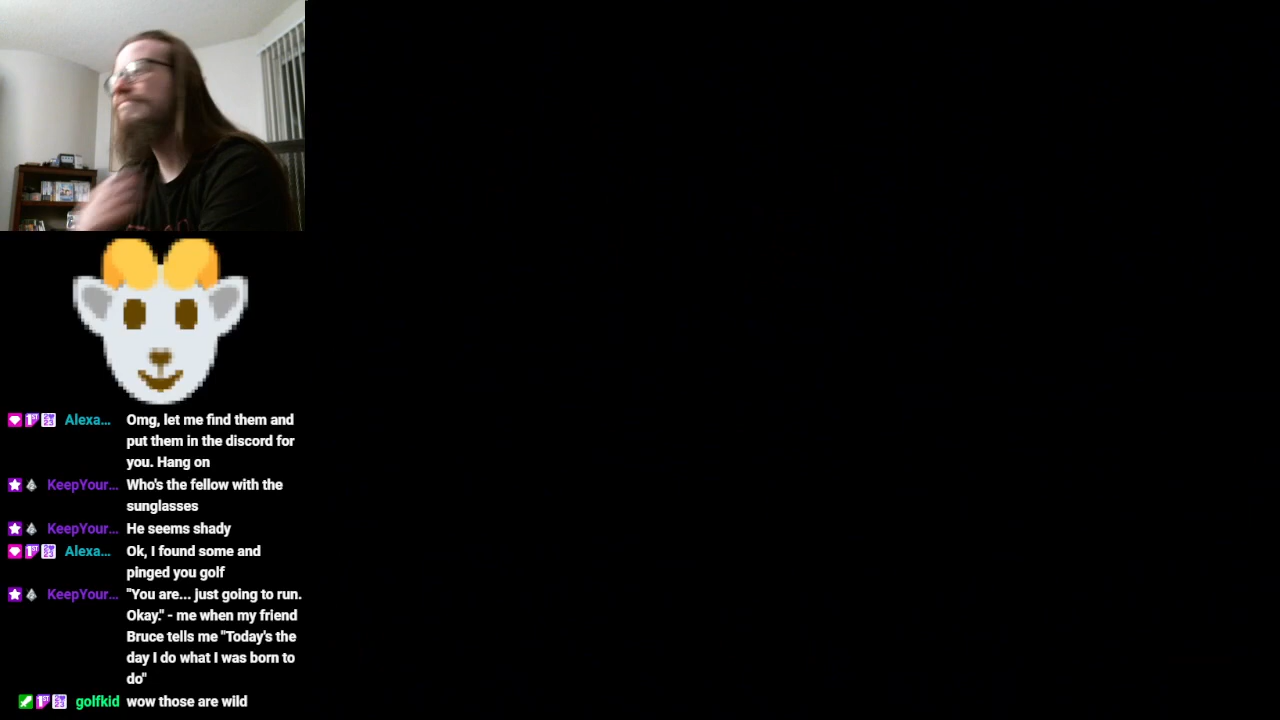 Alexa... Omg, let me find them and
put them in the discord for
you. Hang on
KeepYour... Who's the fellow with the
sunglasses
KeepYour... He seems shady
Alexa... Ok, I found some and
pinged you golf
KeepYour... "You are... just going to run.
Okay." - me when my friend
Bruce tells me "Today's the
day I do what I was born to
do"
golfkid wow those are wild